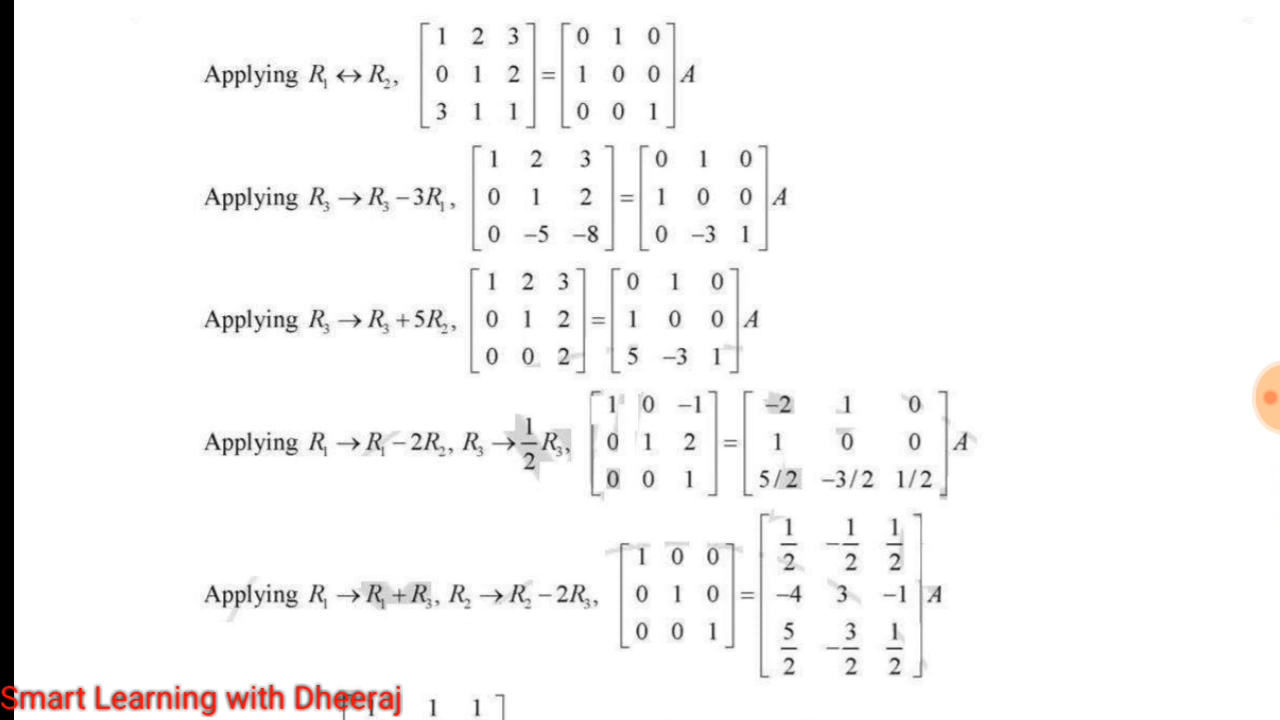 Applying R₁ ↔ R₂, [1 2 3; 0 1 2; 3 1 1] = [0 1 0; 1 0 0; 0 0 1] A
Applying R₃ → R₃ − 3R₁, [1 2 3; 0 1 2; 0 −5 −8] = [0 1 0; 1 0 0; 0 −3 1] A
Applying R₃ → R₃ + 5R₂, [1 2 3; 0 1 2; 0 0 2] = [0 1 0; 1 0 0; 5 −3 1] A
Applying R₁ → R₁ − 2R₂, R₃ → 1/2 R₃, [1 0 −1; 0 1 2; 0 0 1] = [−2 1 0; 1 0 0; 5/2 −3/2 1/2] A
Applying R₁ → R₁ + R₃, R₂ → R₂ − 2R₃, [1 0 0; 0 1 0; 0 0 1] = [1/2 −1/2 1/2; −4 3 −1; 5/2 −3/2 1/2] A
Smart Learning with Dheeraj
1 1